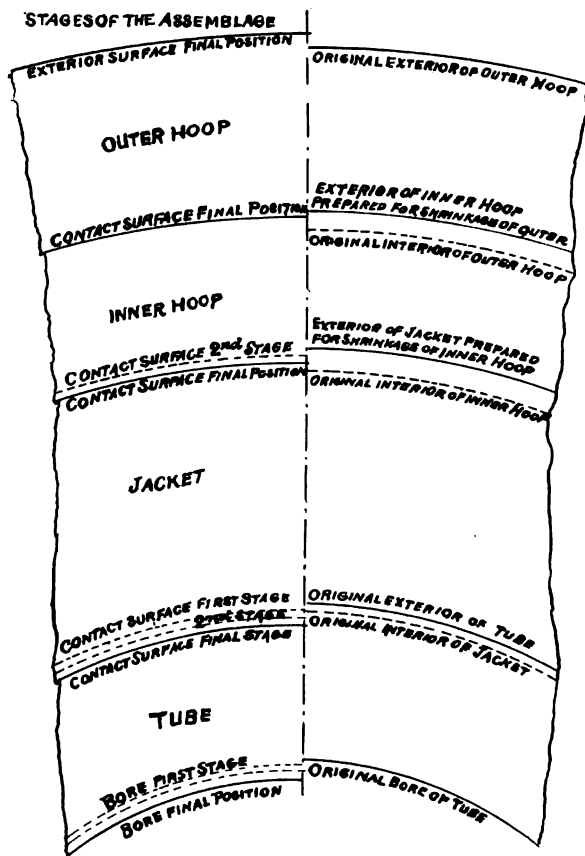 STAGES OF THE ASSEMBLAGE
EXTERIOR SURFACE FINAL POSITION
ORIGINAL EXTERIOR OF OUTER HOOP
OUTER HOOP
EXTERIOR OF INNER HOOP
PREPARED FOR SHRINKAGE OF OUTER
CONTACT SURFACE FINAL POSITION
ORIGINAL INTERIOR OF OUTER HOOP
INNER HOOP
EXTERIOR OF JACKET PREPARED
FOR SHRINKAGE OF INNER HOOP
CONTACT SURFACE 2nd STAGE
CONTACT SURFACE FINAL POSITION
ORIGINAL INTERIOR OF INNER HOOP
JACKET
CONTACT SURFACE FIRST STAGE
2nd STAGE
CONTACT SURFACE FINAL STAGE
ORIGINAL EXTERIOR OF TUBE
ORIGINAL INTERIOR OF JACKET
TUBE
BORE FIRST STAGE
BORE FINAL POSITION
ORIGINAL BORE OF TUBE